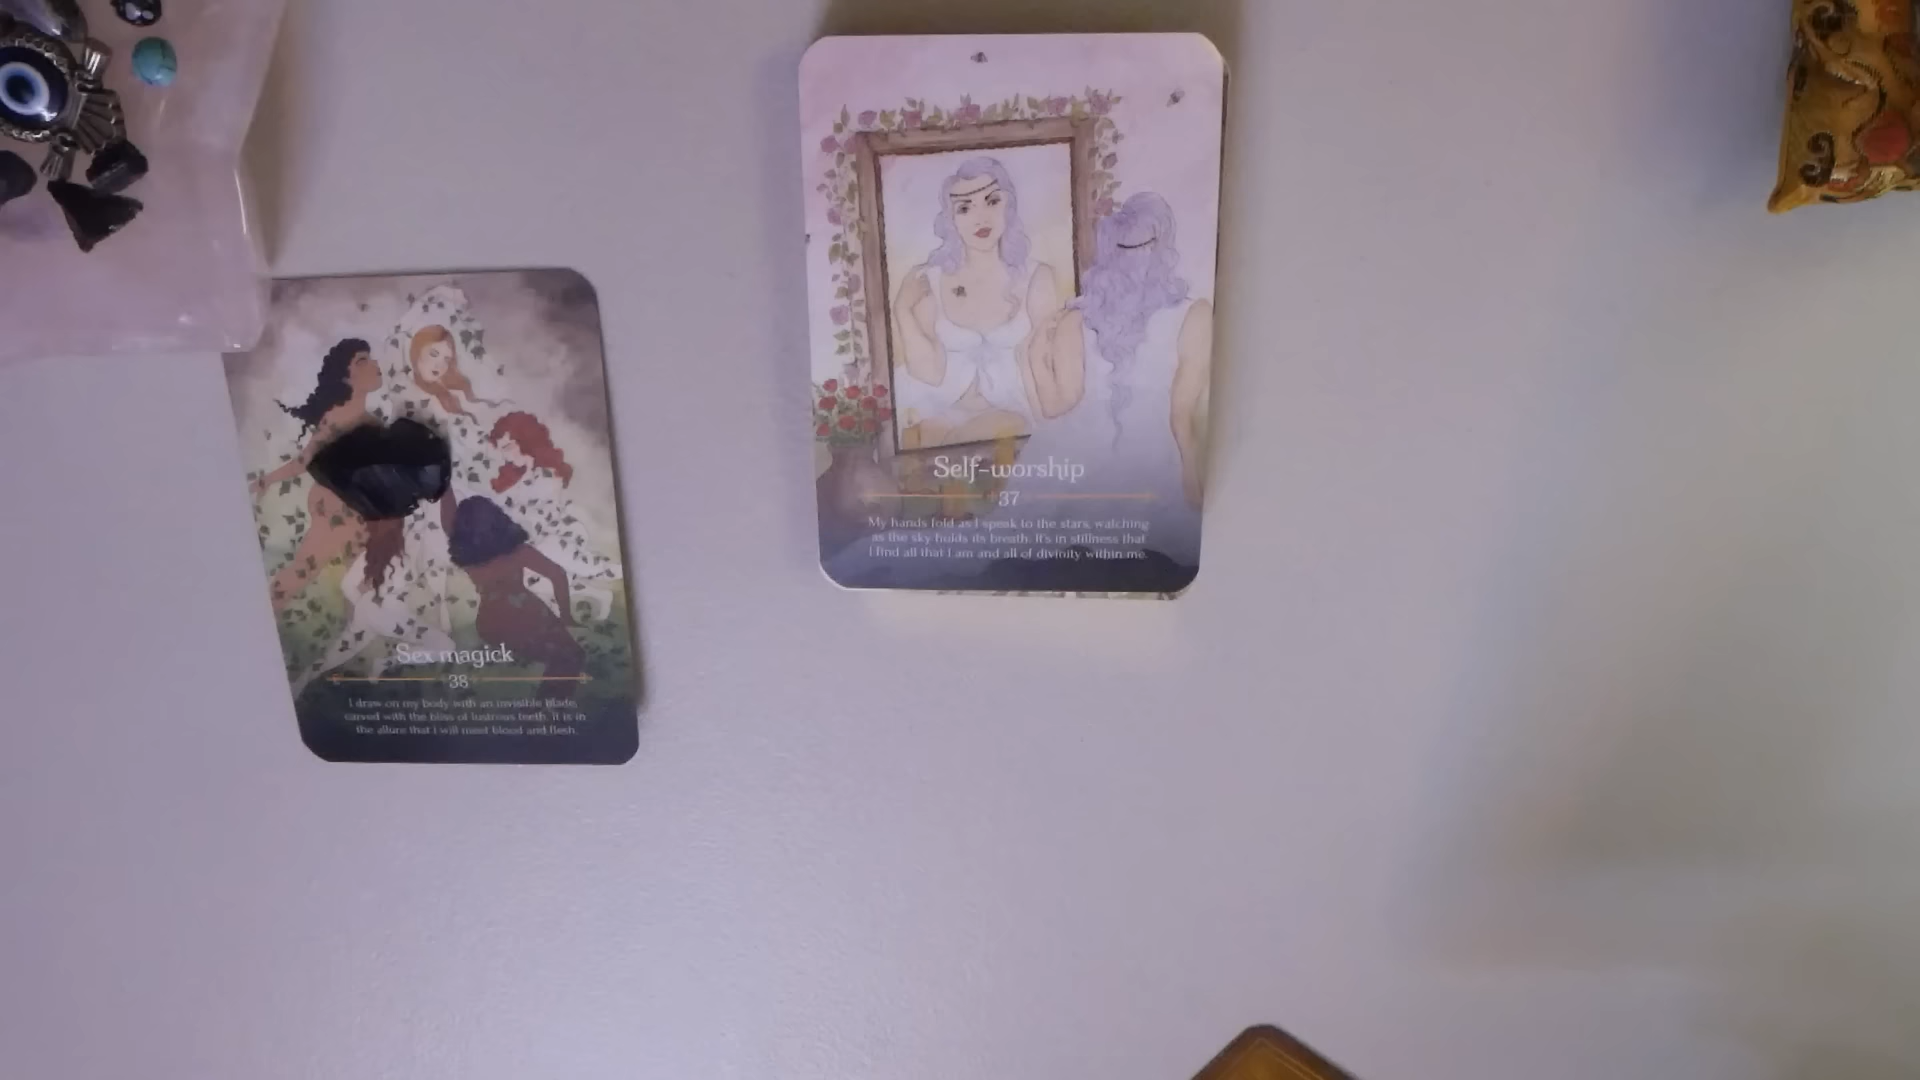 Self-worship
37
My hands fold as I speak to the stars, watching
as the sky holds its breath. It's in stillness that
I find all that I am and all of divinity within me.
Sex magick
38
I draw on my body with an invisible blade,
carved with the bliss of lustrous teeth. It is in
the allure that I will meet blood and flesh.